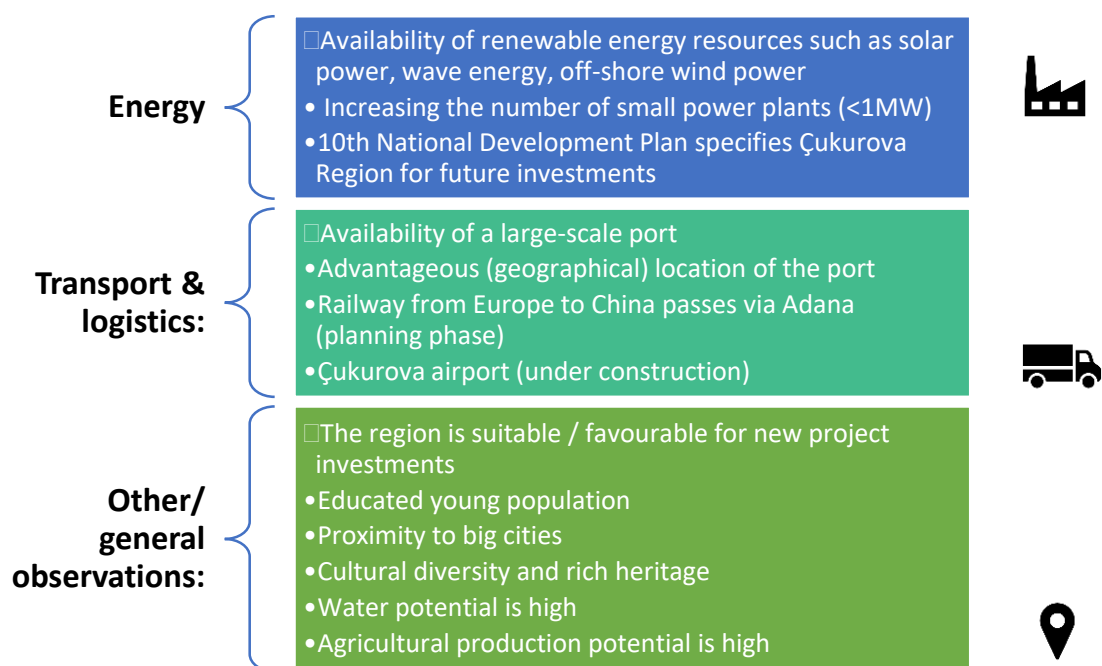 Energy
□Availability of renewable energy resources such as solar
power, wave energy, off-shore wind power
• Increasing the number of small power plants (<1MW)
•10th National Development Plan specifies Çukurova
Region for future investments
Transport &
logistics:
□Availability of a large-scale port
•Advantageous (geographical) location of the port
•Railway from Europe to China passes via Adana
(planning phase)
•Çukurova airport (under construction)
Other/
general
observations:
□The region is suitable / favourable for new project
investments
•Educated young population
•Proximity to big cities
•Cultural diversity and rich heritage
•Water potential is high
•Agricultural production potential is high